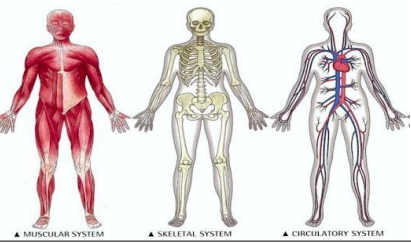 ▲ MUSCULAR SYSTEM
▲ SKELETAL SYSTEM
▲ CIRCULATORY SYSTEM